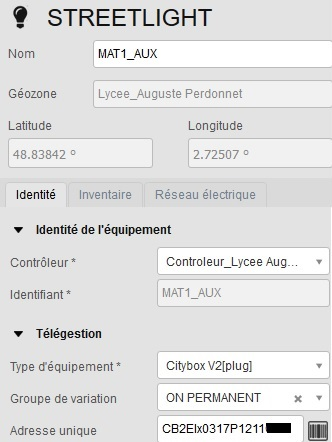 STREETLIGHT
Nom MAT1_AUX
Géozone Lycee_Auguste Perdonnet
Latitude Longitude
48.83842 º 2.72507 º
Identité Inventaire Réseau électrique
Identité de l'équipement
Contrôleur * Controleur_Lycee Aug...
Identifiant * MAT1_AUX
Télégestion
Type d'équipement * Citybox V2[plug]
Groupe de variation ON PERMANENT
Adresse unique CB2Elx0317P1211